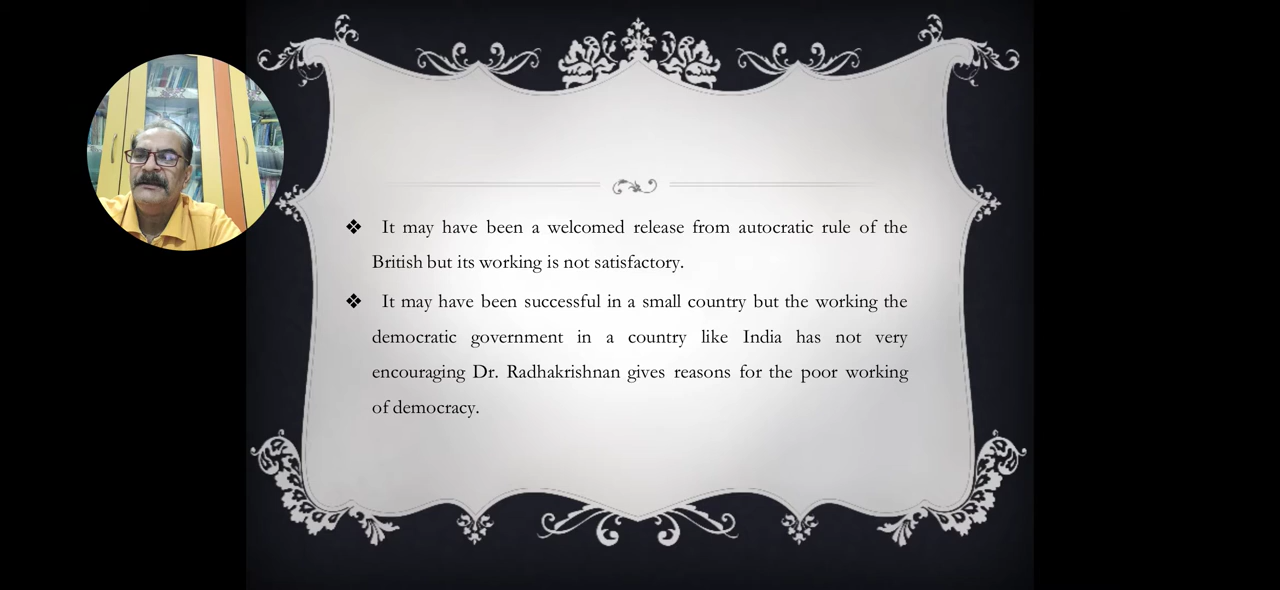 ❖ It may have been a welcomed release from autocratic rule of the
British but its working is not satisfactory.
❖ It may have been successful in a small country but the working the
democratic government in a country like India has not very
encouraging Dr. Radhakrishnan gives reasons for the poor working
of democracy.